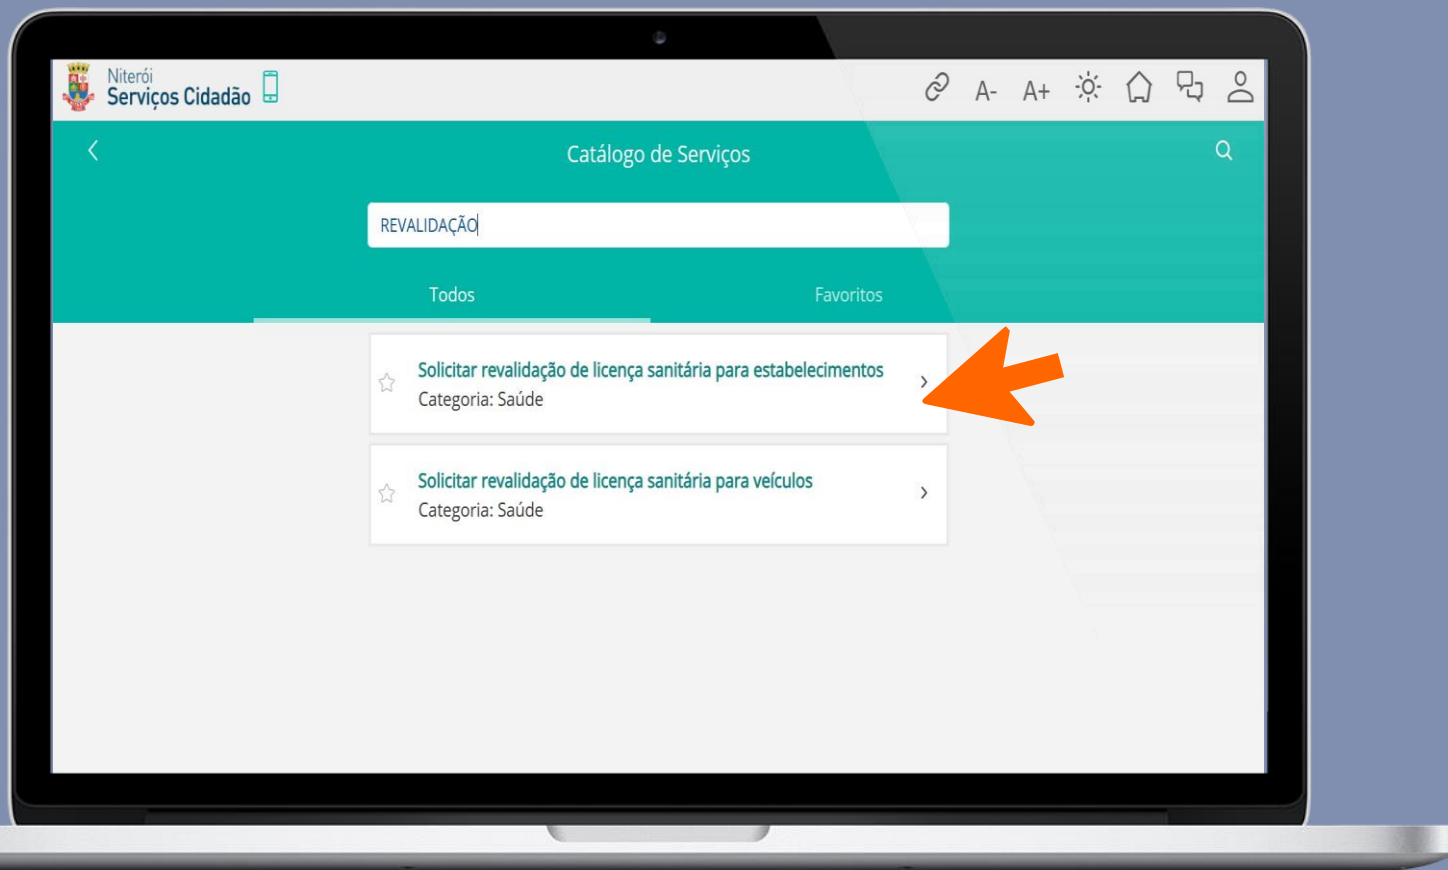 Niterói
Serviços Cidadão
A- A+
Catálogo de Serviços
REVALIDAÇÃO
Todos Favoritos
Solicitar revalidação de licença sanitária para estabelecimentos
Categoria: Saúde
Solicitar revalidação de licença sanitária para veículos
Categoria: Saúde